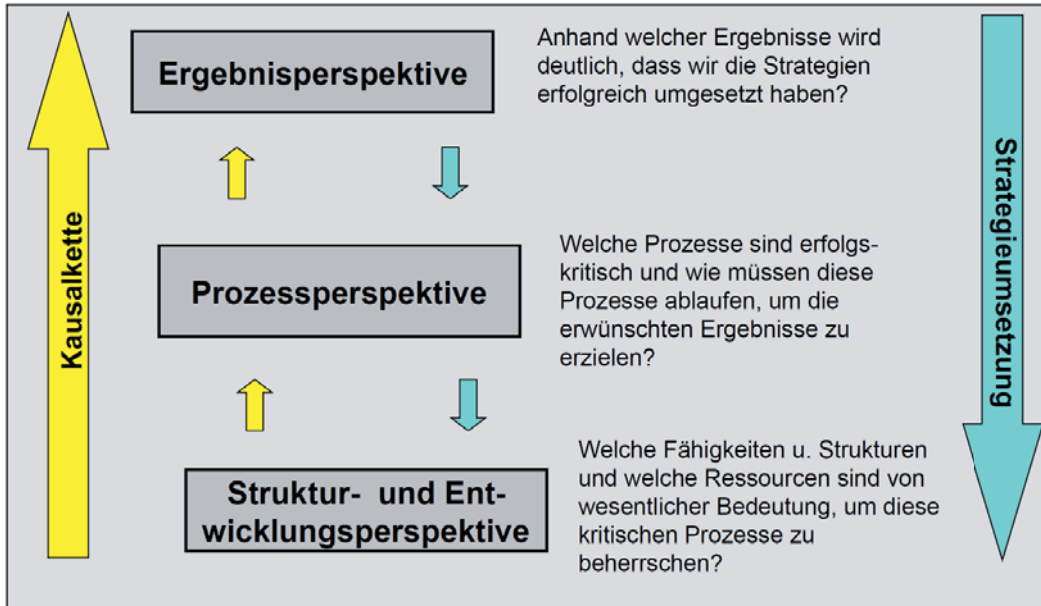 Ergebnisperspektive
Anhand welcher Ergebnisse wird
deutlich, dass wir die Strategien
erfolgreich umgesetzt haben?
Kausalkette
Strategieumsetzung
Prozessperspektive
Welche Prozesse sind erfolgs-
kritisch und wie müssen diese
Prozesse ablaufen, um die
erwünschten Ergebnisse zu
erzielen?
Struktur- und Ent-
wicklungsperspektive
Welche Fähigkeiten u. Strukturen
und welche Ressourcen sind von
wesentlicher Bedeutung, um diese
kritischen Prozesse zu
beherrschen?